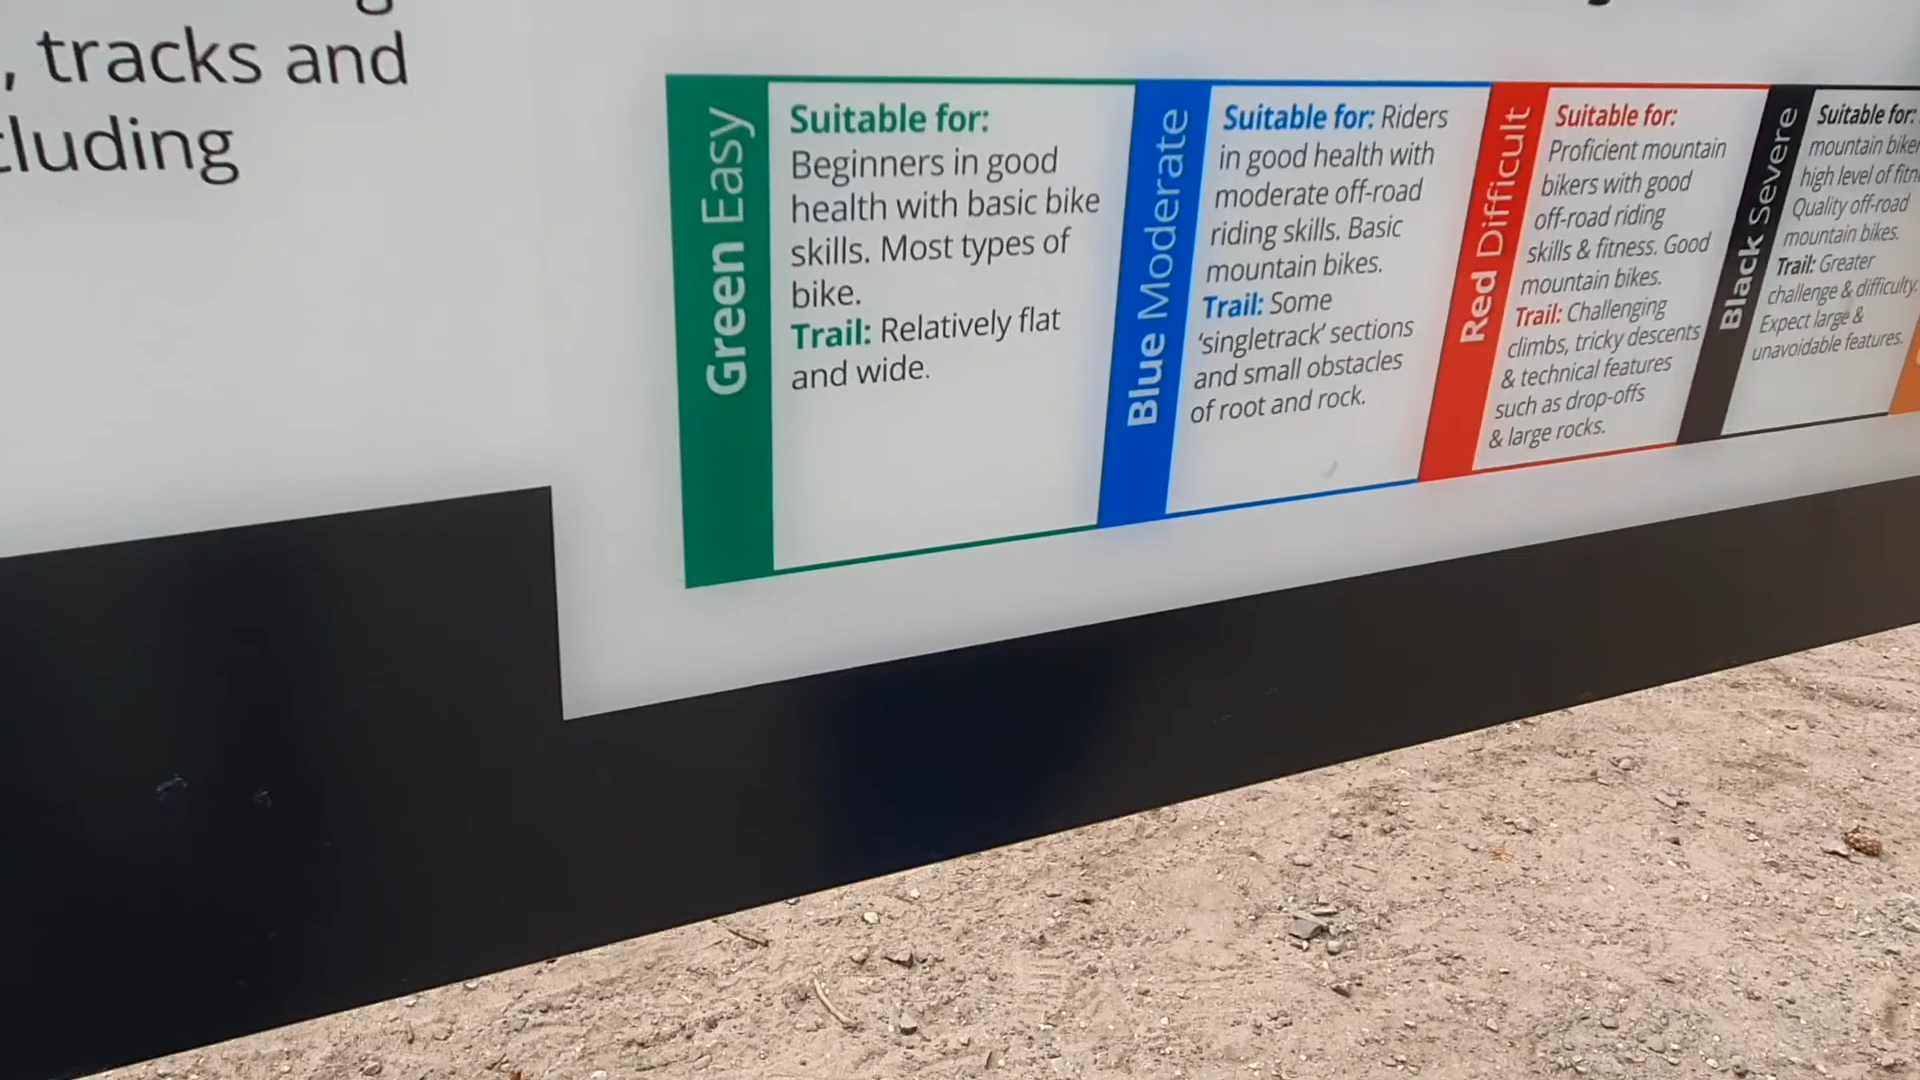 , tracks and
cluding
Green Easy
Suitable for:
Beginners in good
health with basic bike
skills. Most types of
bike.
Trail: Relatively flat
and wide.
Blue Moderate
Suitable for: Riders
in good health with
moderate off-road
riding skills. Basic
mountain bikes.
Trail: Some
‘singletrack’ sections
and small obstacles
of root and rock.
Red Difficult
Suitable for:
Proficient mountain
bikers with good
off-road riding
skills & fitness. Good
mountain bikes.
Trail: Challenging
climbs, tricky descents
& technical features
such as drop-offs
& large rocks.
Black Severe
Suitable for:
mountain biker
high level of fitn
Quality off-road
mountain bikes.
Trail: Greater
challenge & difficulty.
Expect large &
unavoidable features.